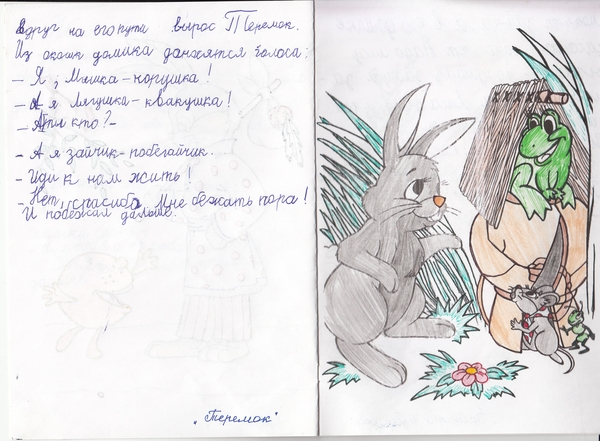 Вдруг на его пути вырос Теремок.
Из окошк домика доносятся голоса:
– Я, Мышка-норушка!
– А я Лягушка-квакушка!
– А ты кто?-
– А я зайчик-побегайчик.
– Иди к нам жить!
– Нет, спасибо, Мне бежать пора!
И побежал дальше.
„Теремок"